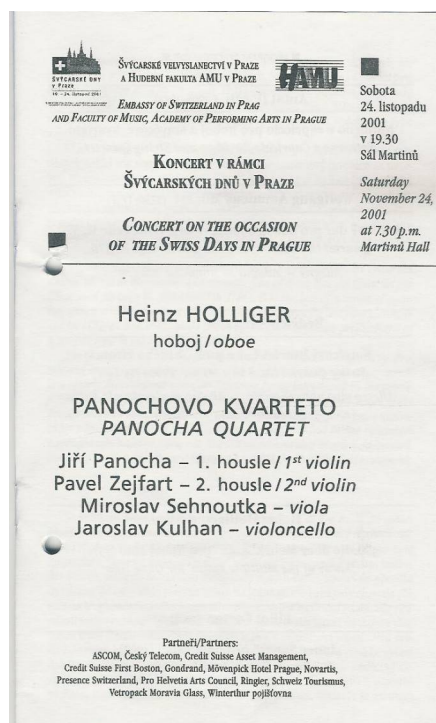 ŠVÝCARSKÉ DNY
V PRAZE
ŠVÝCARSKÉ VELVYSLANECTVÍ V PRAZE
A HUDEBNÍ FAKULTA AMU V PRAZE
EMBASSY OF SWITZERLAND IN PRAG
AND FACULTY OF MUSIC, ACADEMY OF PERFORMING ARTS IN PRAGUE
HAMU
KONCERT V RÁMCI
ŠVÝCARSKÝCH DNŮ V PRAZE
CONCERT ON THE OCCASION
OF THE SWISS DAYS IN PRAGUE
Sobota
24. listopadu
2001
v 19.30
Sál Martinů
Saturday
November 24,
2001
at 7.30 p.m.
Martinů Hall
Heinz HOLLIGER
hoboj / oboe
PANOCHOVO KVARTETO
PANOCHA QUARTET
Jiří Panocha – 1. housle / 1st violin
Pavel Zejfart – 2. housle / 2nd violin
Miroslav Sehnoutka – viola
Jaroslav Kulhan – violoncello
Partneři/Partners:
ASCOM, Český Telecom, Credit Suisse Asset Management,
Credit Suisse First Boston, Gondrand, Mövenpick Hotel Prague, Novartis,
Presence Switzerland, Pro Helvetia Arts Council, Ringier, Schweiz Tourismus,
Vetropack Moravia Glass, Winterthur pojišťovna